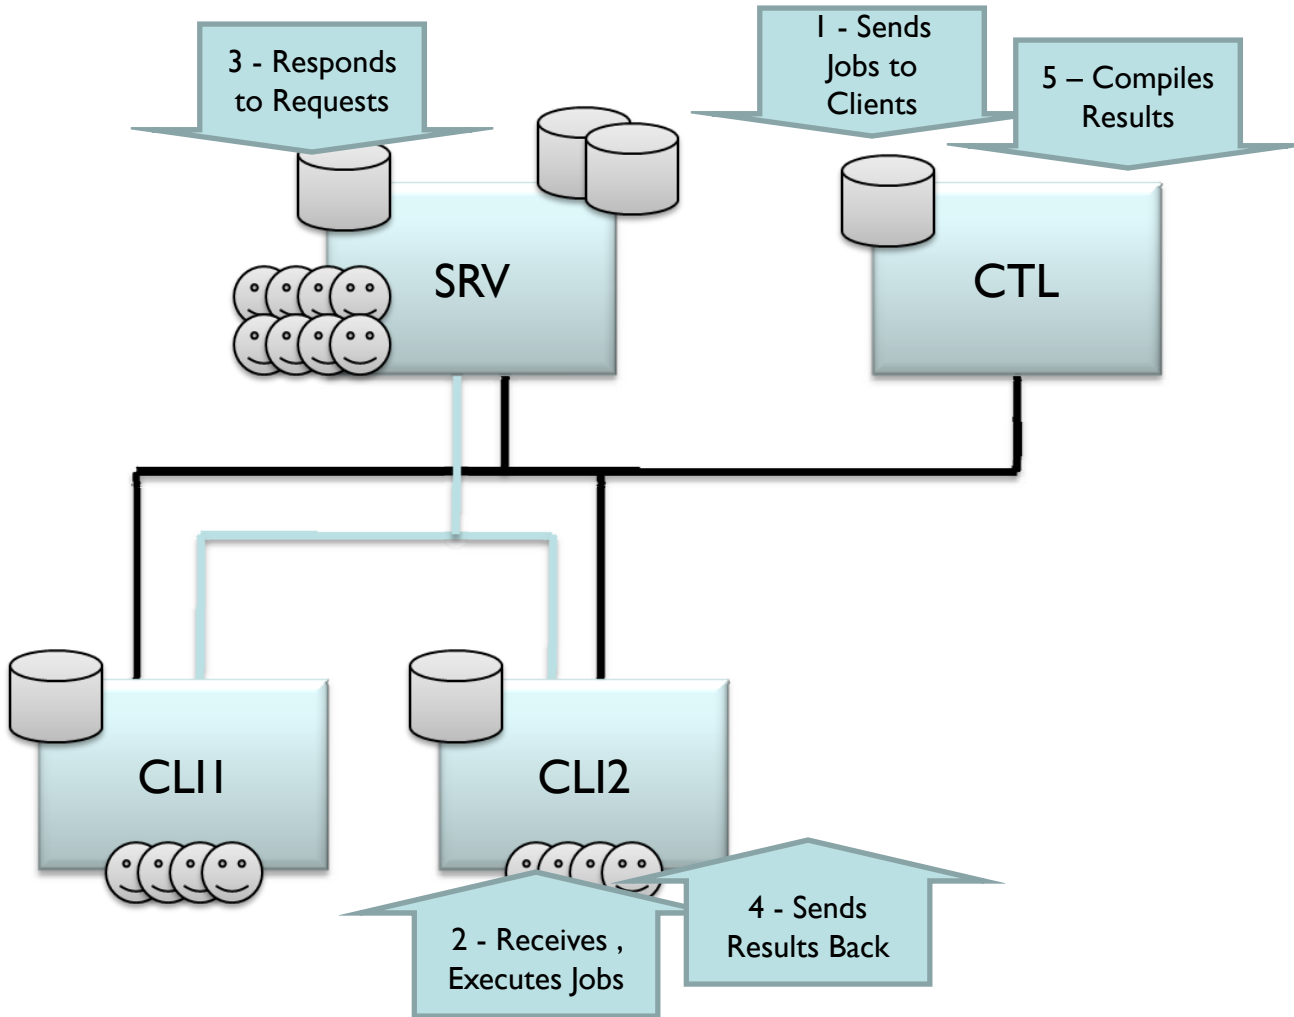 3 - Responds
to Requests
1 - Sends
Jobs to
Clients
5 – Compiles
Results
SRV
CTL
CLI1
CLI2
2 - Receives ,
Executes Jobs
4 - Sends
Results Back